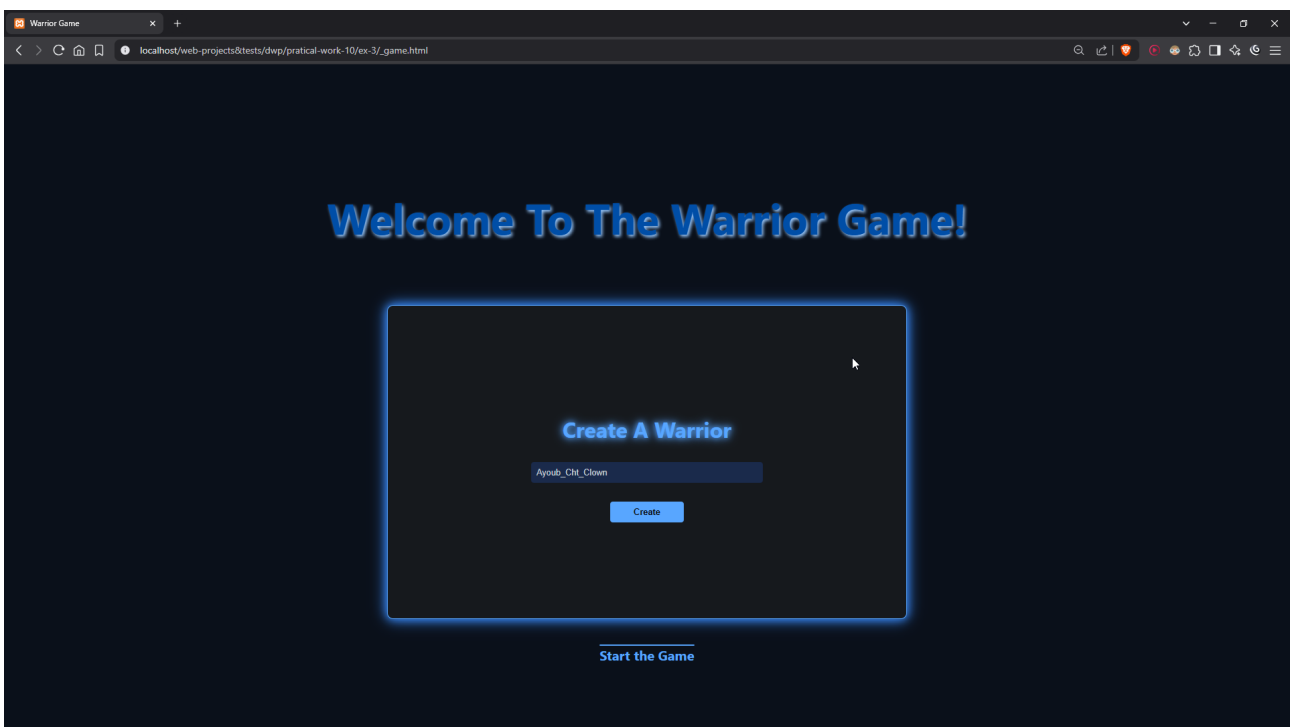 Warrior Game
localhost/web-projects&tests/dwp/pratical-work-10/ex-3/_game.html
Welcome To The Warrior Game!
Create A Warrior
Ayoub_Cht_Clown
Create
Start the Game